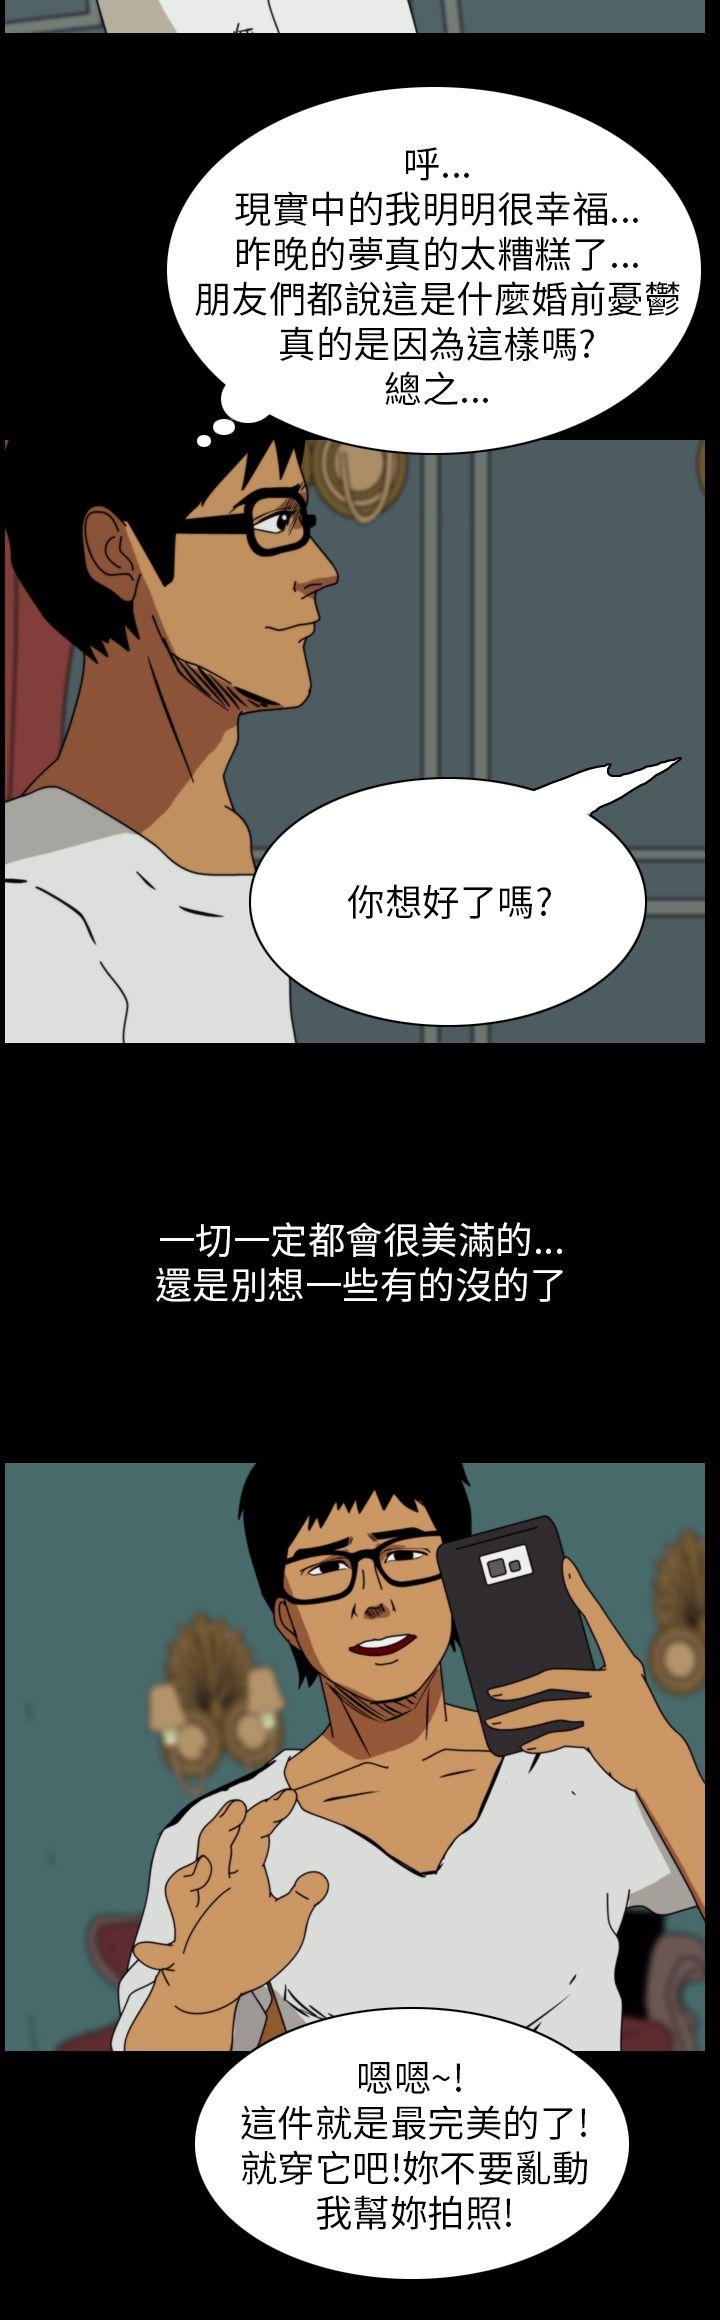 呼...
現實中的我明明很幸福...
昨晚的夢真的太糟糕了...
朋友們都說這是什麼婚前憂鬱
真的是因為這樣嗎?
總之...
你想好了嗎?
一切一定都會很美滿的...
還是別想一些有的沒的了
嗯嗯~!
這件就是最完美的了!
就穿它吧!妳不要亂動
我幫妳拍照!